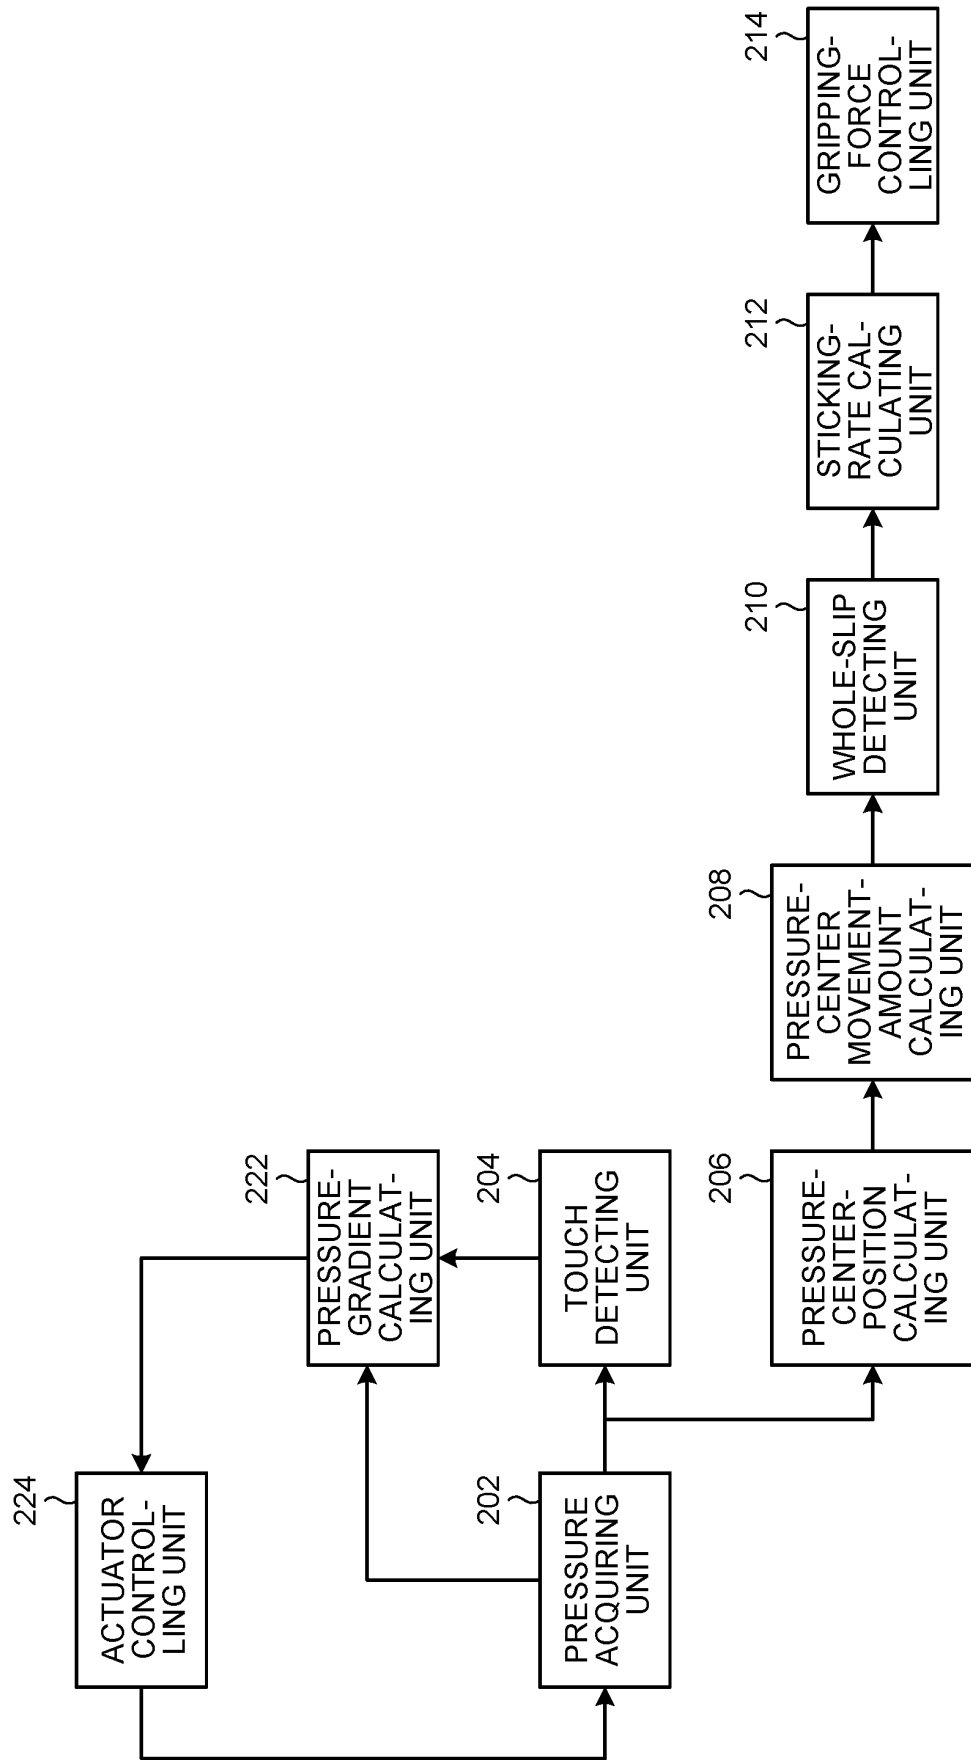 224
ACTUATOR
CONTROL-
LING UNIT
222
PRESSURE-
GRADIENT
CALCULAT-
ING UNIT
202
PRESSURE
ACQUIRING
UNIT
204
TOUCH
DETECTING
UNIT
206
PRESSURE-
CENTER-
POSITION
CALCULAT-
ING UNIT
208
PRESSURE-
CENTER
MOVEMENT-
AMOUNT
CALCULAT-
ING UNIT
210
WHOLE-SLIP
DETECTING
UNIT
212
STICKING-
RATE CAL-
CULATING
UNIT
214
GRIPPING-
FORCE
CONTROL-
LING UNIT